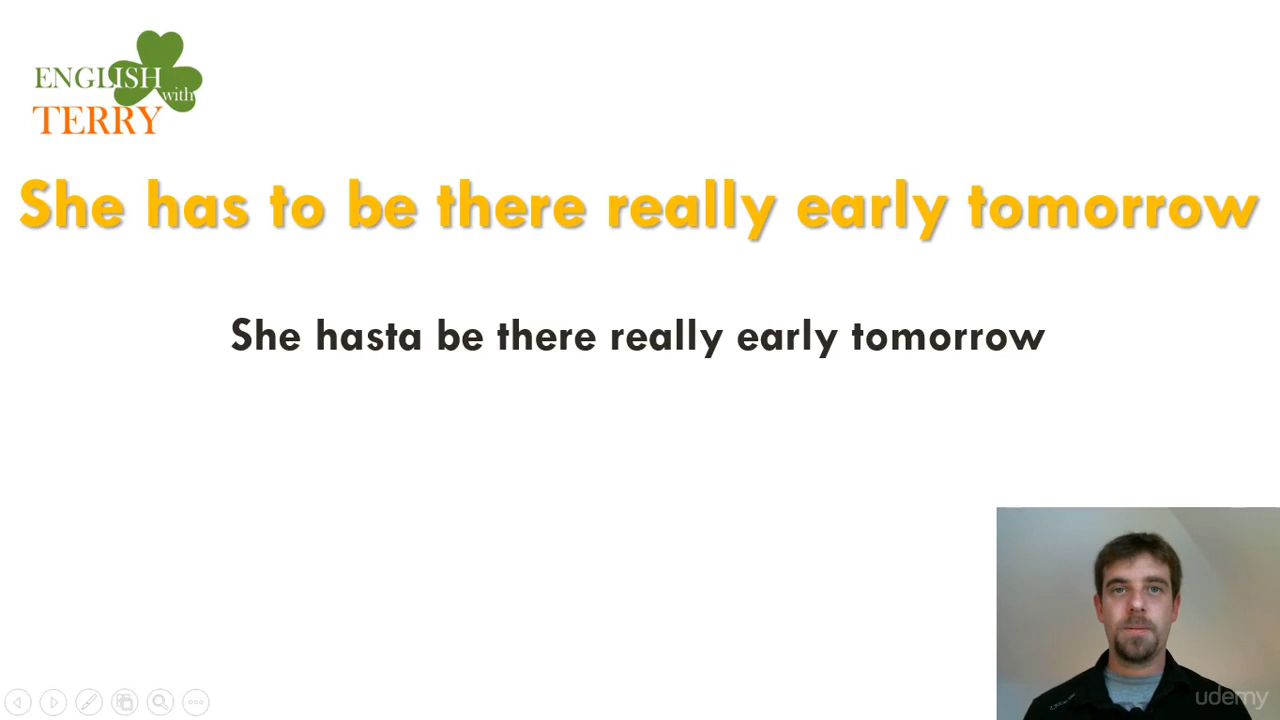 ENGLISH
with
TERRY
She has to be there really early tomorrow
She hasta be there really early tomorrow
udemy